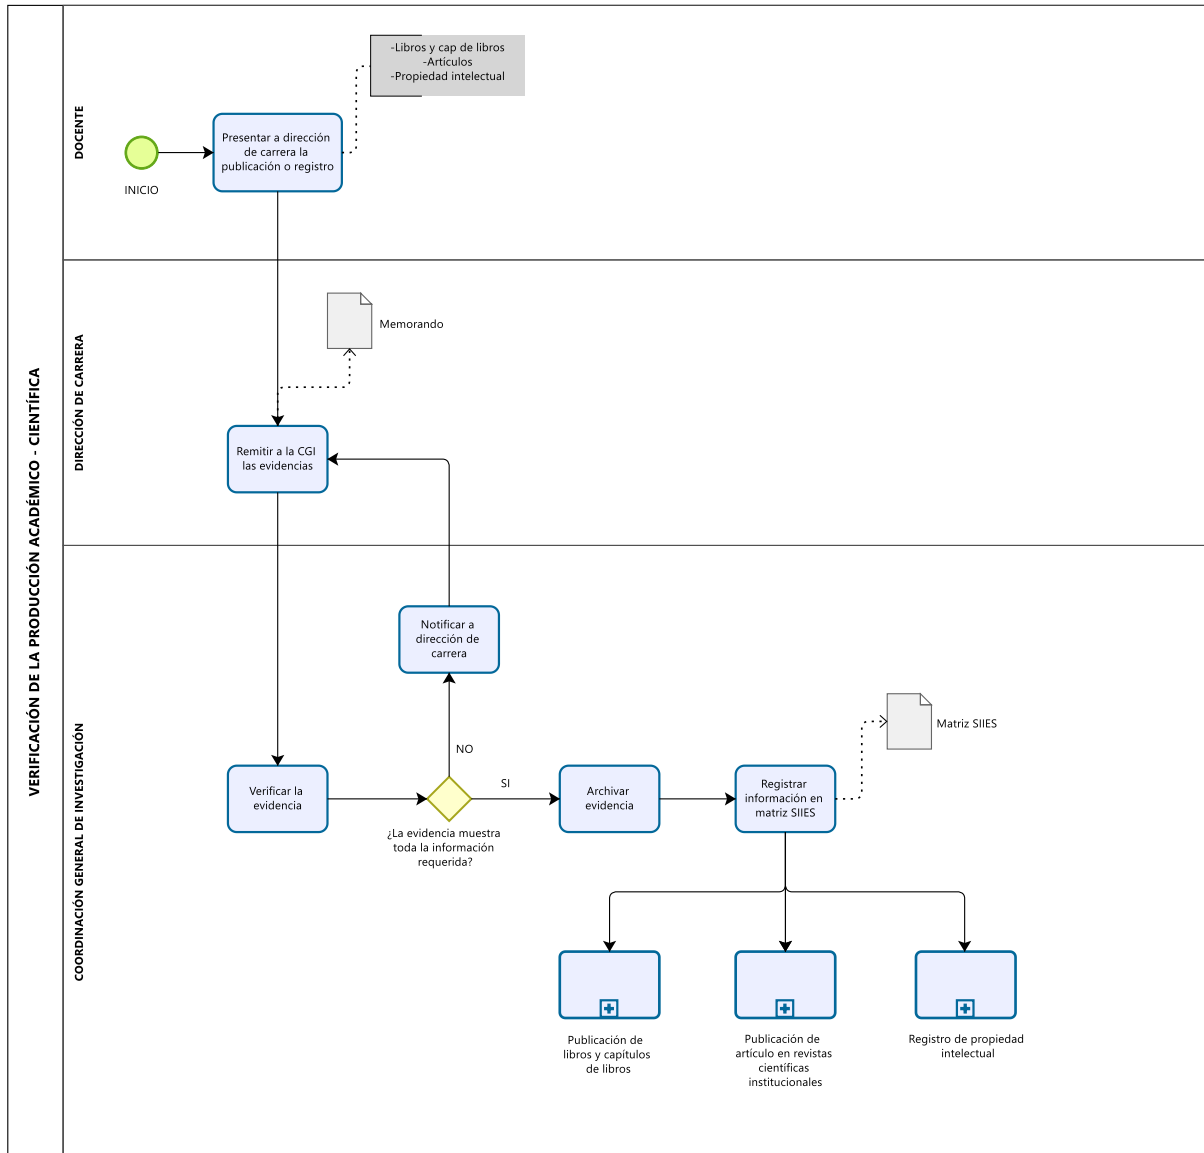 VERIFICACIÓN DE LA PRODUCCIÓN ACADÉMICO - CIENTÍFICA
DOCENTE
-Libros y cap de libros
-Artículos
-Propiedad intelectual
Presentar a dirección
de carrera la
publicación o registro
INICIO
DIRECCIÓN DE CARRERA
Memorando
Remitir a la CGI
las evidencias
COORDINACIÓN GENERAL DE INVESTIGACIÓN
Notificar a
dirección de
carrera
NO
SI
Verificar la
evidencia
¿La evidencia muestra
toda la información
requerida?
Archivar
evidencia
Registrar
información en
matriz SIIES
Matriz SIIES
Publicación de
libros y capítulos
de libros
Publicación de
artículo en revistas
científicas
institucionales
Registro de propiedad
intelectual